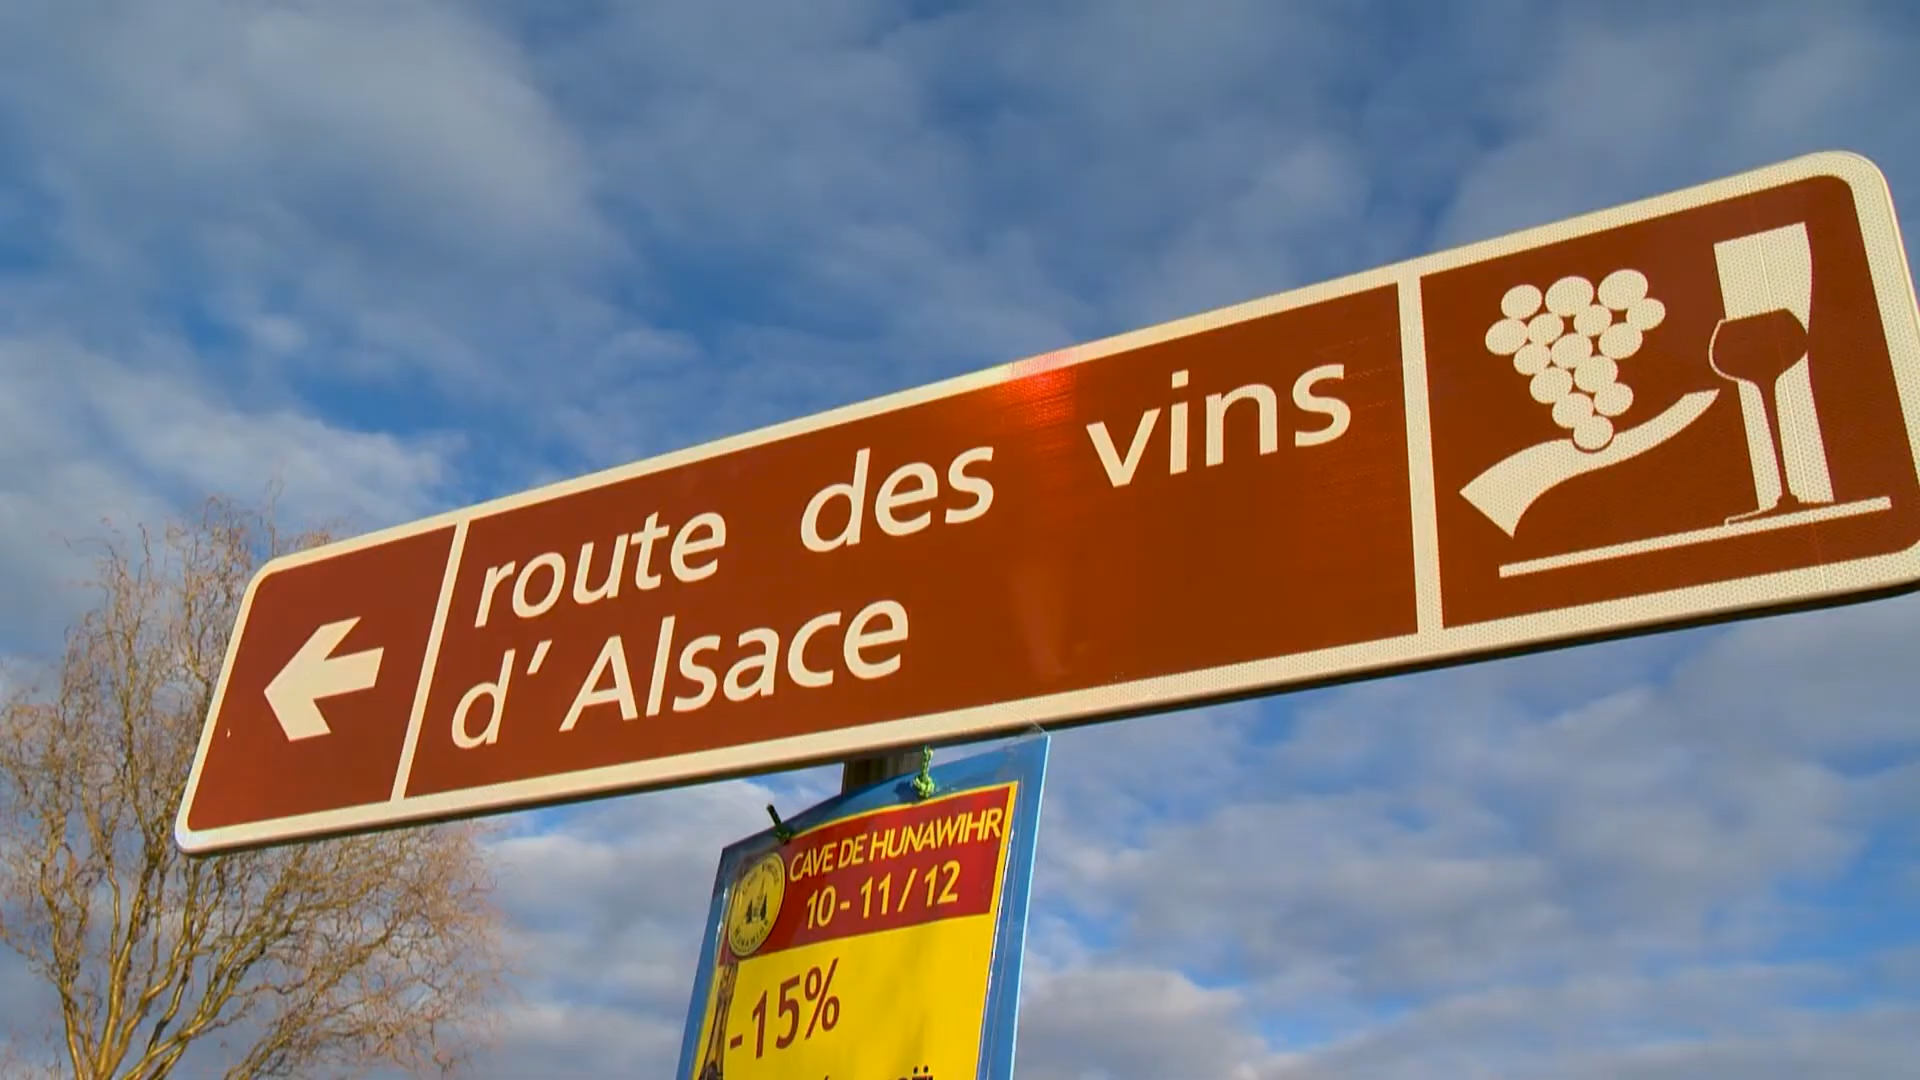 route des vins
d'Alsace
CAVE DE HUNAWIHR
10-11/12
-15%